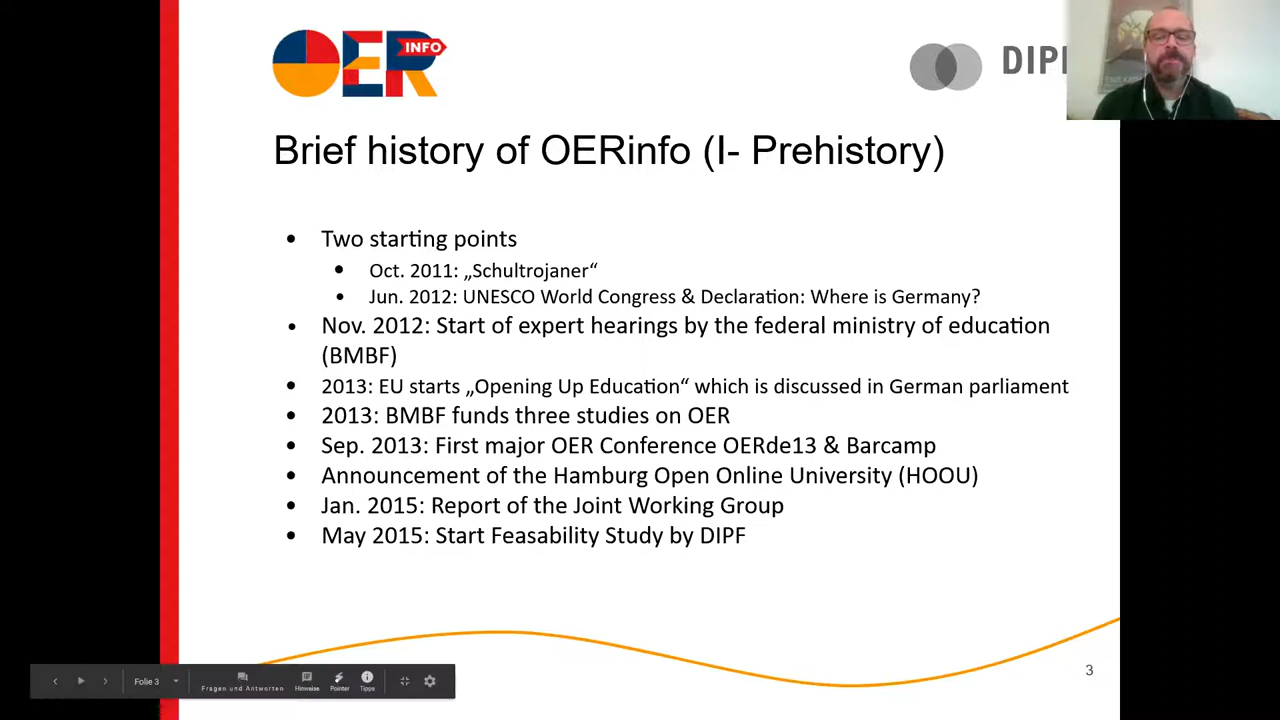 OER INFO
DIPF
Brief history of OERinfo (I- Prehistory)
• Two starting points
• Oct. 2011: „Schultrojaner“
• Jun. 2012: UNESCO World Congress & Declaration: Where is Germany?
• Nov. 2012: Start of expert hearings by the federal ministry of education
(BMBF)
• 2013: EU starts „Opening Up Education“ which is discussed in German parliament
• 2013: BMBF funds three studies on OER
• Sep. 2013: First major OER Conference OERde13 & Barcamp
• Announcement of the Hamburg Open Online University (HOOU)
• Jan. 2015: Report of the Joint Working Group
• May 2015: Start Feasability Study by DIPF
3
Folie 3
Fragen und Antworten
Hinweise
Pointer
Tipps